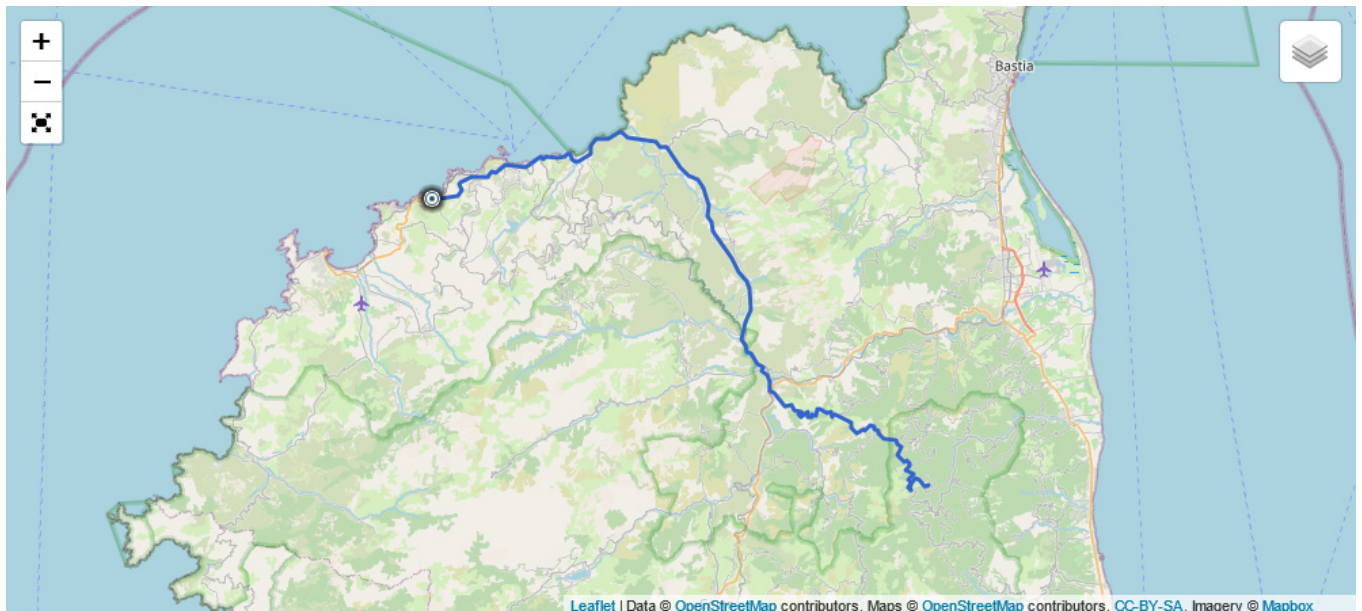 +
Bastia
−
Leaflet | Data © OpenStreetMap contributors, Maps © OpenStreetMap contributors, CC-BY-SA, Imagery © Mapbox